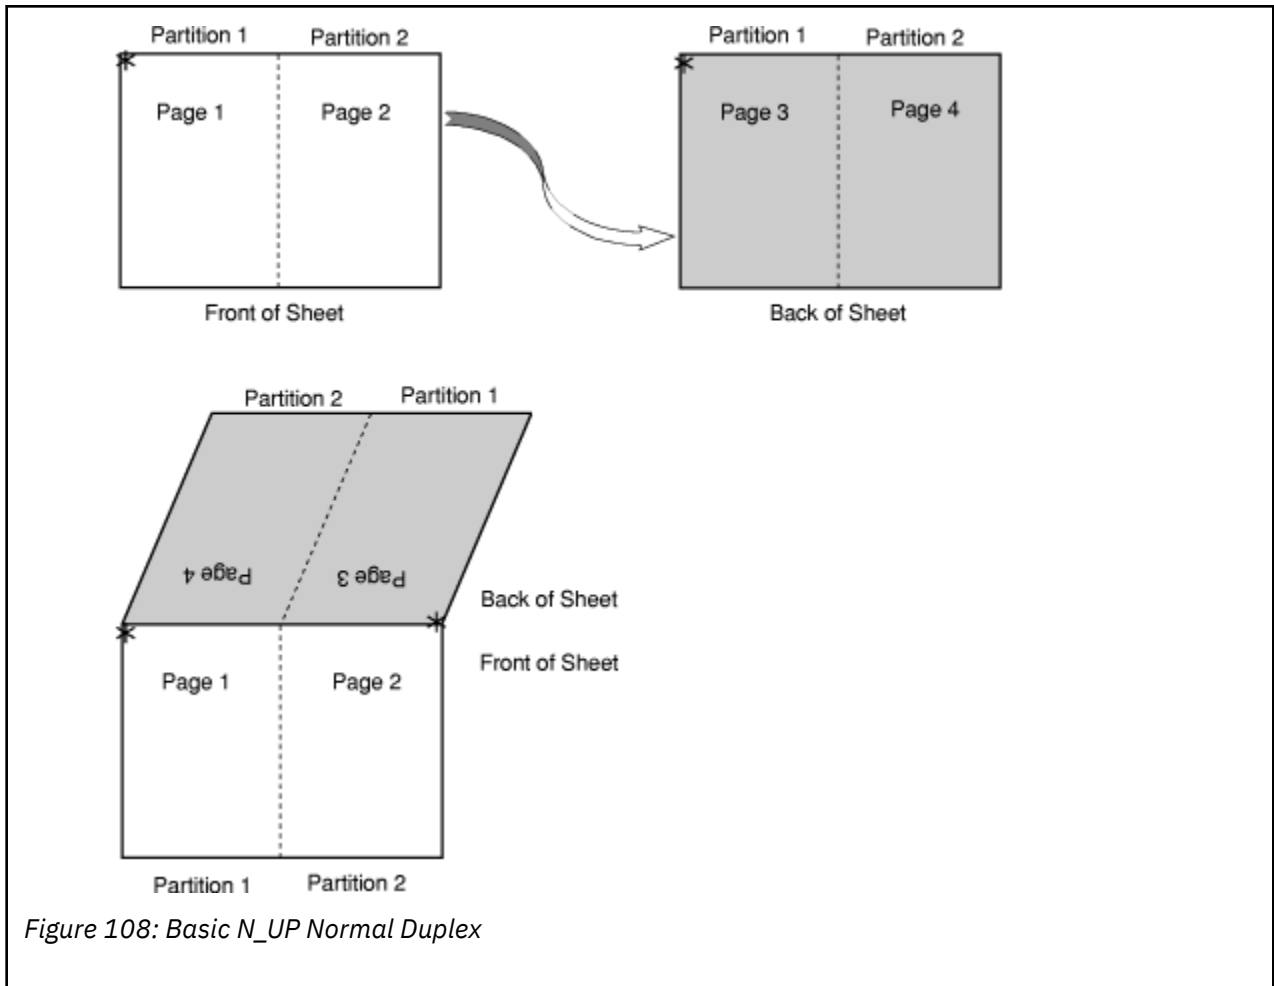 Partition 1 Partition 2 Partition 1 Partition 2
Page 1 Page 2 Page 3 Page 4
Front of Sheet Back of Sheet
Partition 2 Partition 1
Page 4 Page 3
Back of Sheet
Front of Sheet
Page 1 Page 2
Partition 1 Partition 2
Figure 108: Basic N_UP Normal Duplex